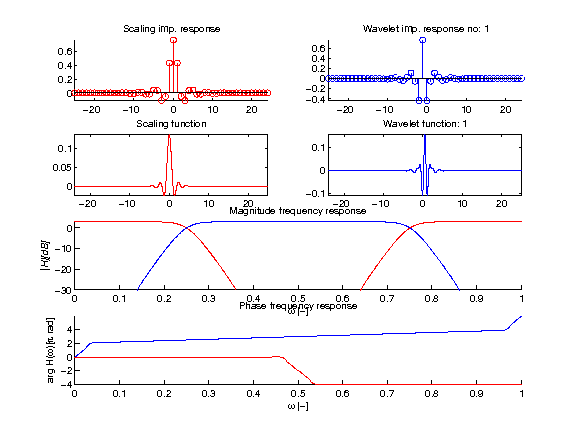 Scaling imp. response
Wavelet imp. response no: 1
0.6
0.4
0.2
0
−20 −10 0 10 20
0.6
0.4
0.2
0
−0.2
−0.4
−20 −10 0 10 20
Scaling function
Wavelet function: 1
0.1
0.05
0
−20 −10 0 10 20
0.1
0
−0.1
−20 −10 0 10 20
Magnitude frequency response
|H|[dB]
0
−10
−20
−30
0 0.1 0.2 0.3 0.4 0.5 0.6 0.7 0.8 0.9 1
ω [−]
Phase frequency response
arg H(ω)[π rad]
4
2
0
−2
−4
0 0.1 0.2 0.3 0.4 0.5 0.6 0.7 0.8 0.9 1
ω [−]